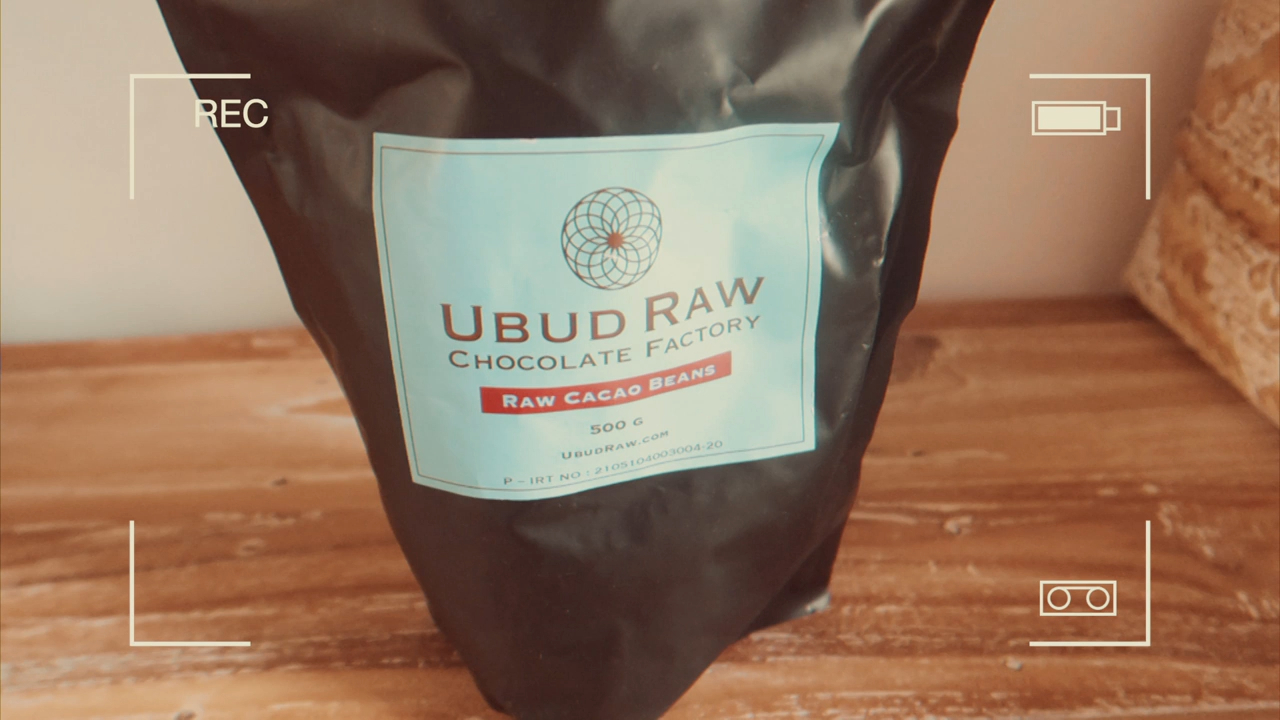 REC
UBUD RAW
CHOCOLATE FACTORY
RAW CACAO BEANS
500 G
UBUDRAW.COM
P - IRT NO : 2105104003004-20